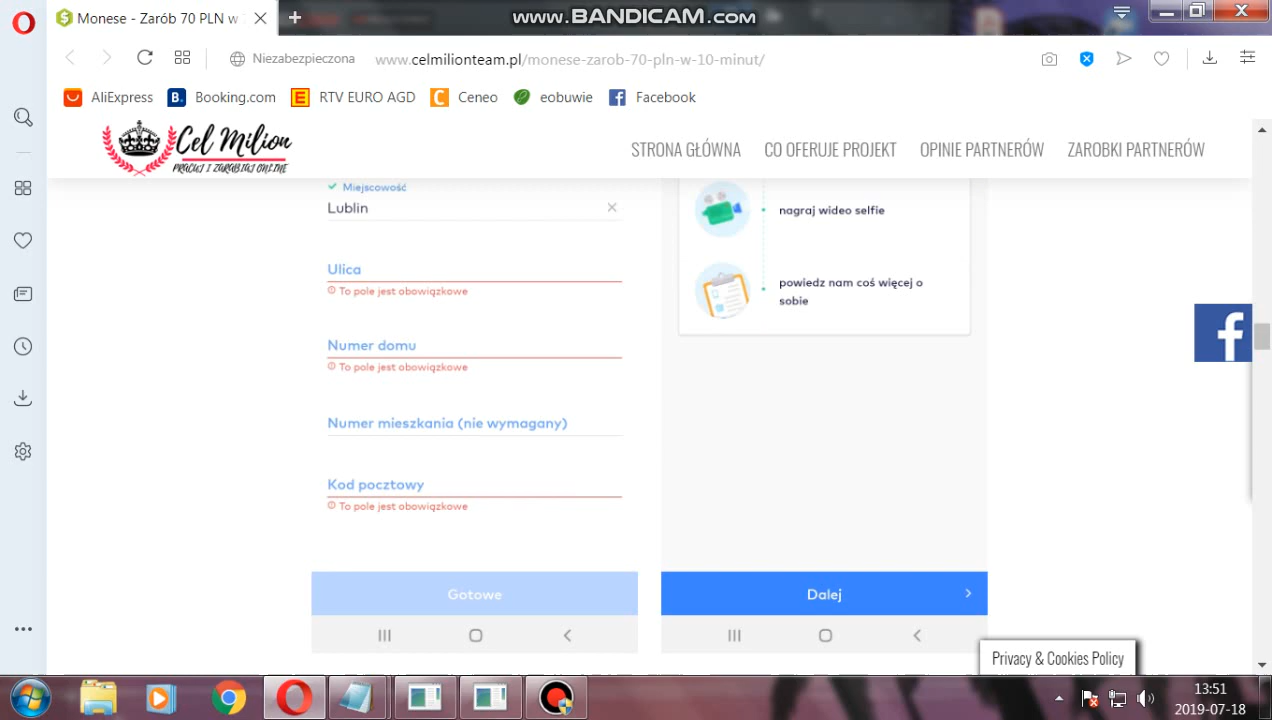 www.BANDICAM.com
Monese - Zarób 70 PLN w
Niezabezpieczona
www.celmilionteam.pl/monese-zarob-70-pln-w-10-minut/
AliExpress
B.
Booking.com
E
RTV EURO AGD
C
Ceneo
eobuwie
f
Facebook
Cel Milion
PRACUJ I ZARABIAJ ONLINE
STRONA GŁÓWNA
CO OFERUJE PROJEKT
OPINIE PARTNERÓW
ZAROBKI PARTNERÓW
Miejscowość
Lublin
Ulica
To pole jest obowiązkowe
Numer domu
To pole jest obowiązkowe
Numer mieszkania (nie wymagany)
Kod pocztowy
To pole jest obowiązkowe
Gotowe
nagraj wideo selfie
powiedz nam coś więcej o
sobie
Dalej
f
Privacy & Cookies Policy
13:51
2019-07-18